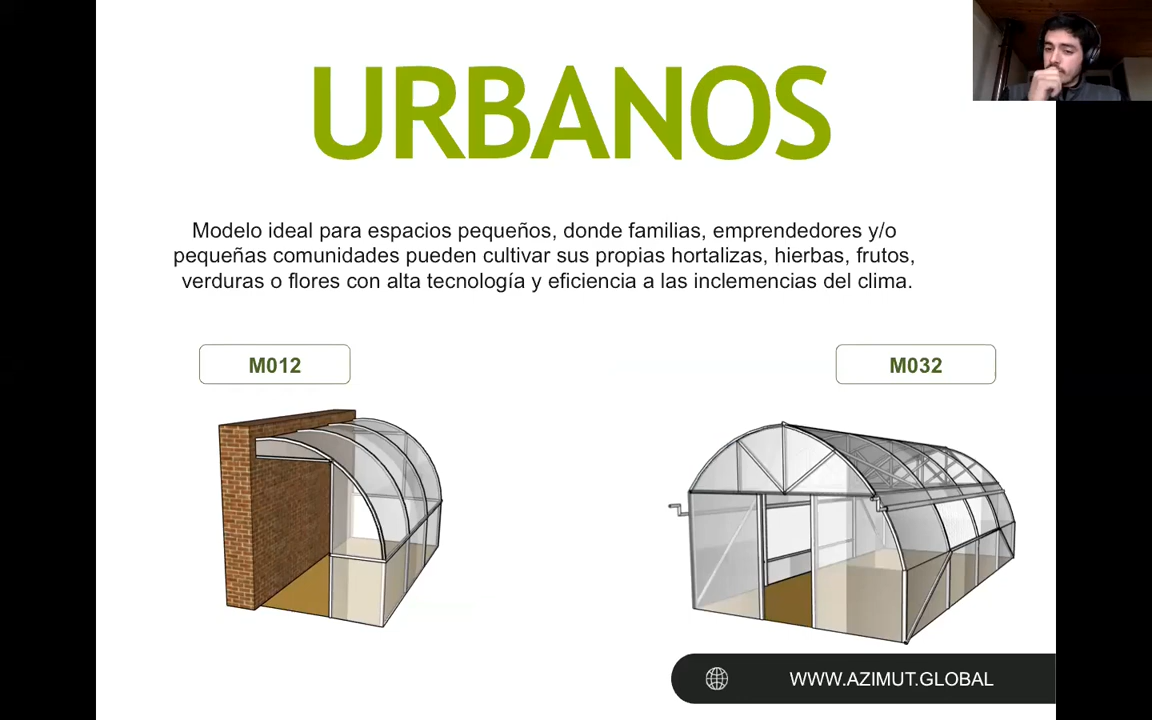 URBANOS
Modelo ideal para espacios pequeños, donde familias, emprendedores y/o
pequeñas comunidades pueden cultivar sus propias hortalizas, hierbas, frutos,
verduras o flores con alta tecnología y eficiencia a las inclemencias del clima.
M012
M032
WWW.AZIMUT.GLOBAL